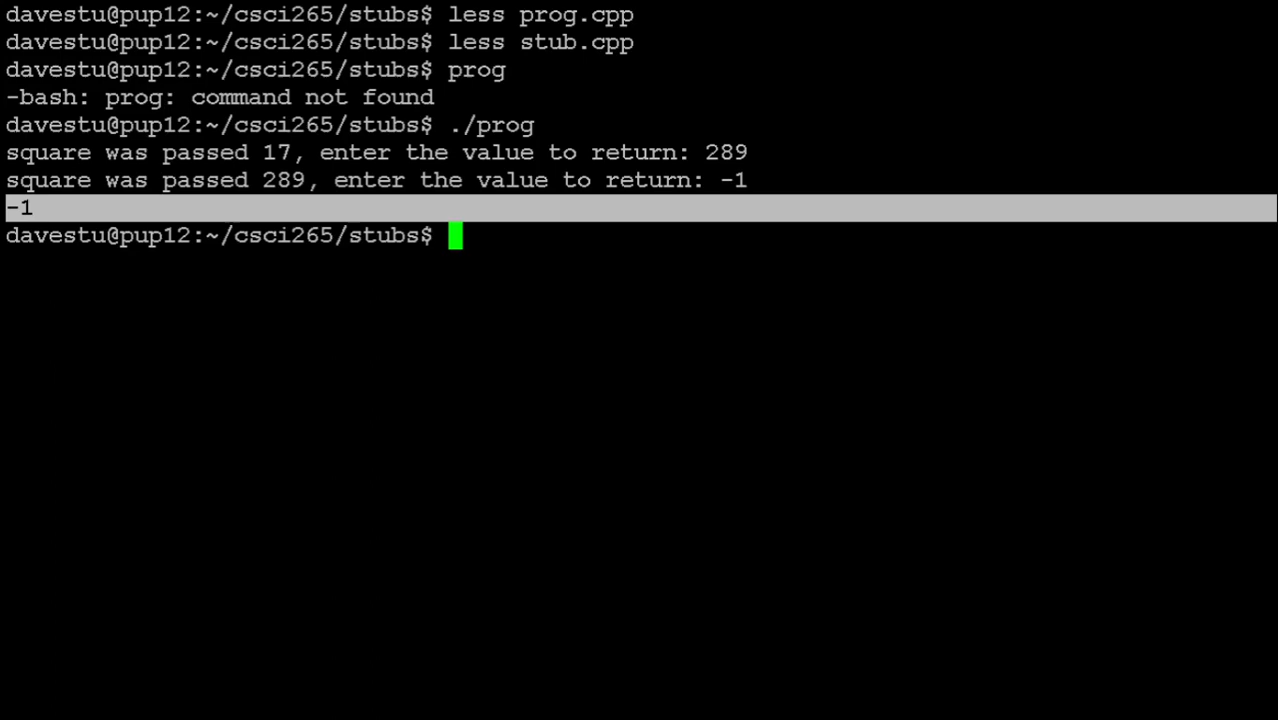 davestu@pup12:~/csci265/stubs$ less prog.cpp
davestu@pup12:~/csci265/stubs$ less stub.cpp
davestu@pup12:~/csci265/stubs$ prog
-bash: prog: command not found
davestu@pup12:~/csci265/stubs$ ./prog
square was passed 17, enter the value to return: 289
square was passed 289, enter the value to return: -1
-1
davestu@pup12:~/csci265/stubs$